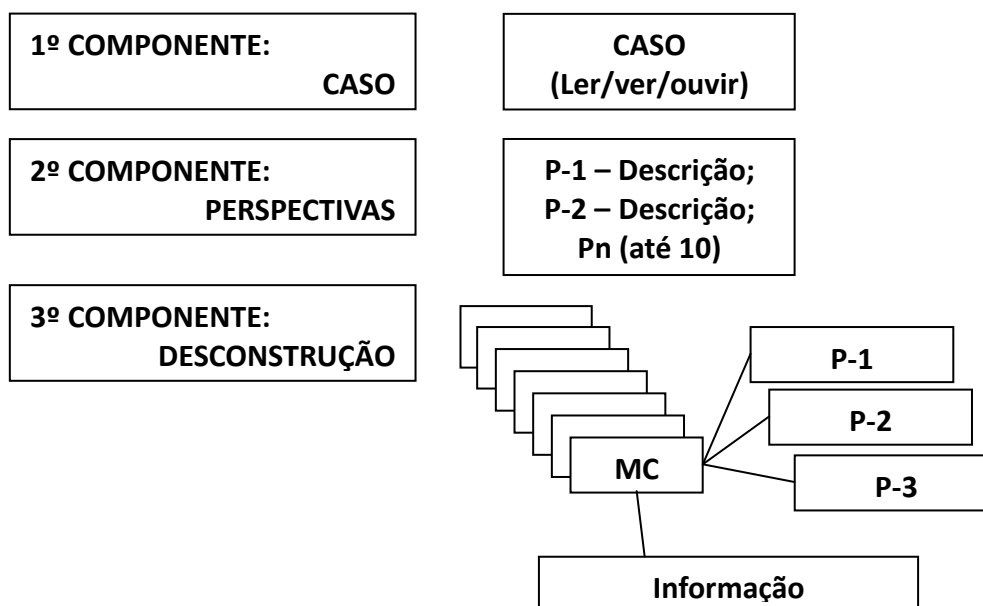 1º COMPONENTE:
CASO
CASO
(Ler/ver/ouvir)
2º COMPONENTE:
PERSPECTIVAS
P-1 – Descrição;
P-2 – Descrição;
Pn (até 10)
3º COMPONENTE:
DESCONSTRUÇÃO
P-1
P-2
MC
P-3
Informação